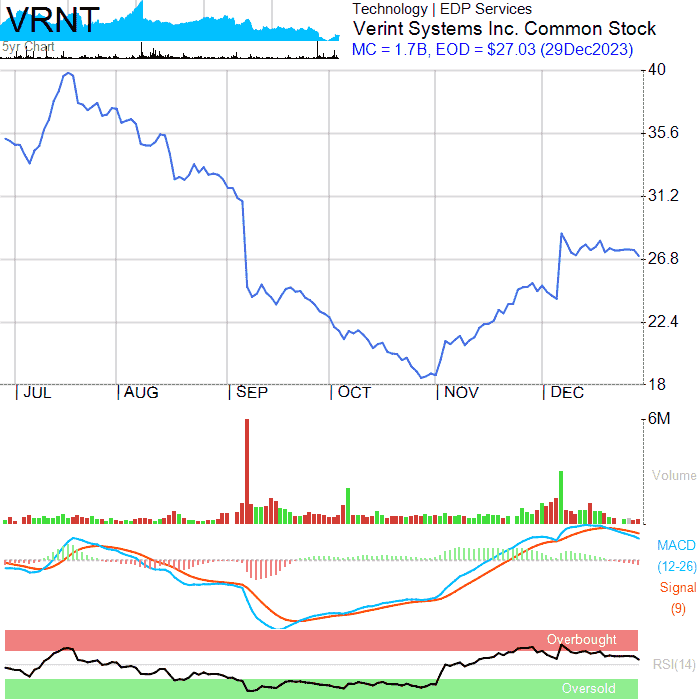 VRNT
5yr Chart
Technology | EDP Services
Verint Systems Inc. Common Stock
MC = 1.7B, EOD = $27.03 (29Dec2023)
40
35.6
31.2
26.8
22.4
18
JUL AUG SEP OCT NOV DEC
6M
Volume
MACD
(12-26)
Signal
(9)
Overbought
RSI(14)
Oversold